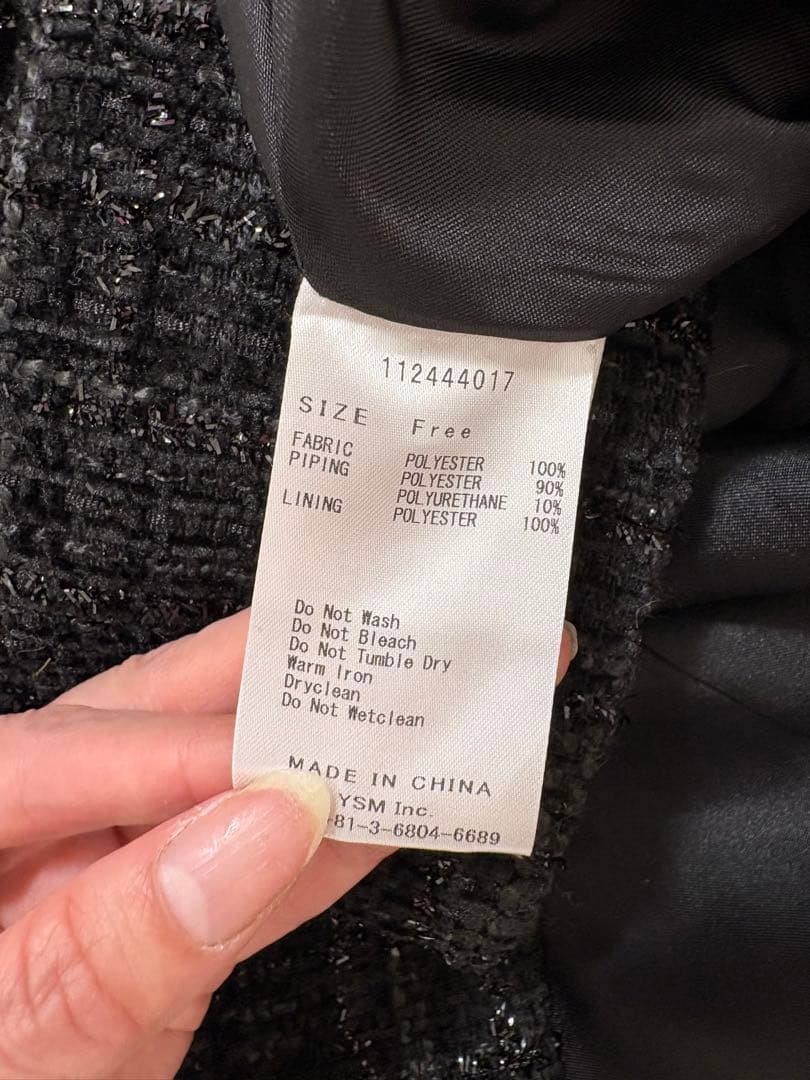 112444017
SIZE Free
FABRIC POLYESTER 100%
PIPING POLYESTER 90%
POLYURETHANE 10%
LINING POLYESTER 100%
Do Not Wash
Do Not Bleach
Do Not Tumble Dry
Warm Iron
Dryclean
Do Not Wetclean
MADE IN CHINA
YSM Inc.
-81-3-6804-6689